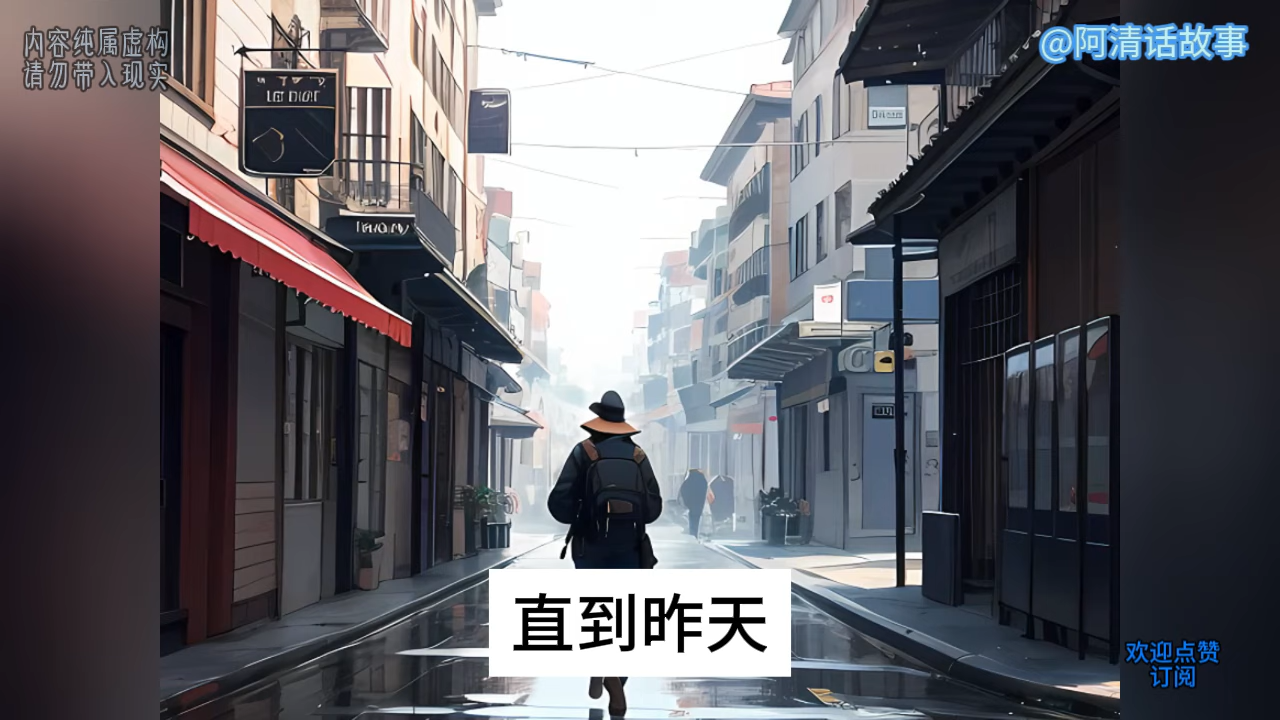 内容纯属虚构
请勿带入现实
@阿清话故事
直到昨天
欢迎点赞
订阅